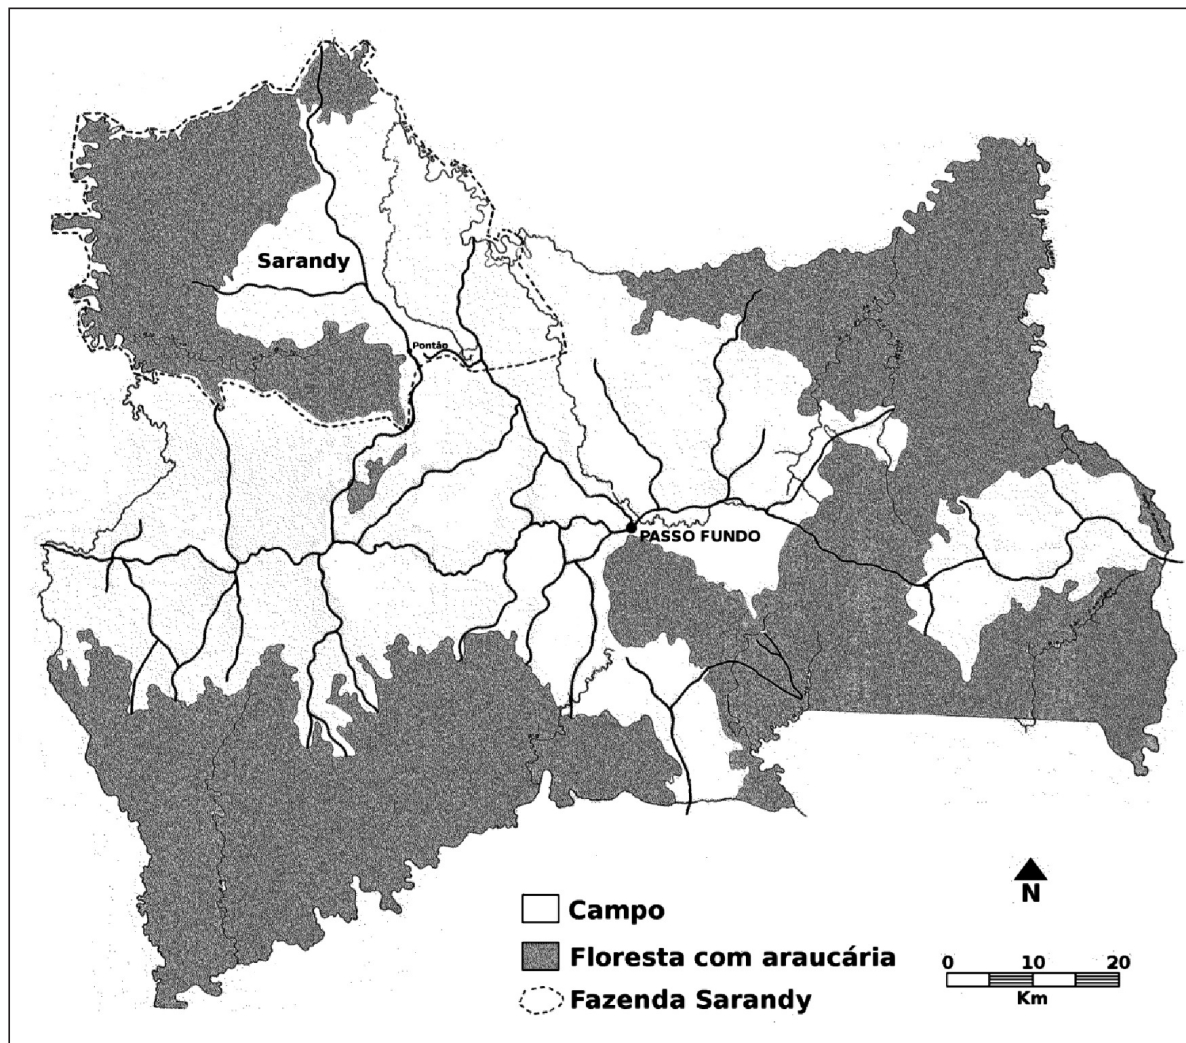 Sarandy
Pontão
PASSO FUNDO
N
Campo
Floresta com araucária
Fazenda Sarandy
0 10 20
Km